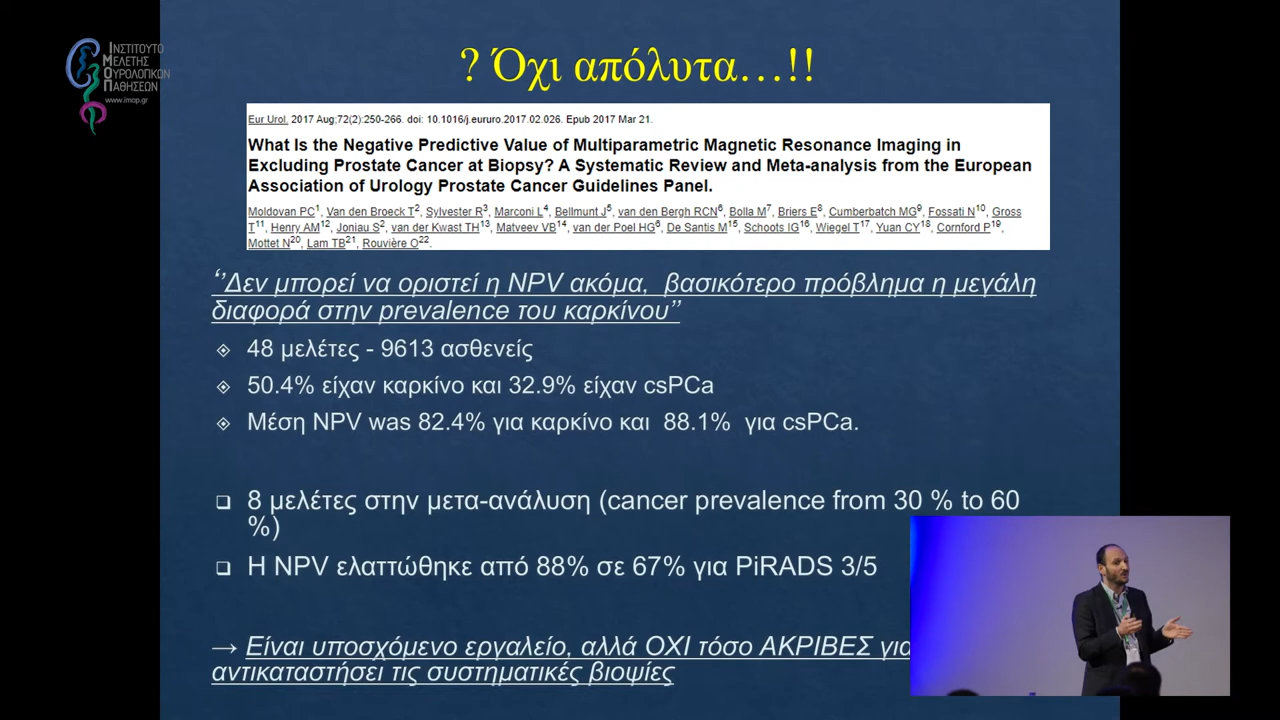 ΙΝΣΤΙΤΟΥΤΟ
ΜΕΛΕΤΗΣ
ΟΥΡΟΛΟΓΙΚΩΝ
ΠΑΘΗΣΕΩΝ
www.imop.gr
? Όχι απόλυτα…!!
Eur Urol. 2017 Aug;72(2):250-266. doi: 10.1016/j.eururo.2017.02.026. Epub 2017 Mar 21.
What Is the Negative Predictive Value of Multiparametric Magnetic Resonance Imaging in
Excluding Prostate Cancer at Biopsy? A Systematic Review and Meta-analysis from the European
Association of Urology Prostate Cancer Guidelines Panel.
Moldovan PC1, Van den Broeck T2, Sylvester R3, Marconi L4, Bellmunt J5, van den Bergh RCN6, Bolla M7, Briers E8, Cumberbatch MG9, Fossati N10, Gross
T11, Henry AM12, Joniau S2, van der Kwast TH13, Matveev VB14, van der Poel HG6, De Santis M15, Schoots IG16, Wiegel T17, Yuan CY18, Cornford P19,
Mottet N20, Lam TB21, Rouvière O22.
‘’Δεν μπορεί να οριστεί η NPV ακόμα, βασικότερο πρόβλημα η μεγάλη
διαφορά στην prevalence του καρκίνου’’
48 μελέτες - 9613 ασθενείς
50.4% είχαν καρκίνο και 32.9% είχαν csPCa
Μέση NPV was 82.4% για καρκίνο και 88.1% για csPCa.
8 μελέτες στην μετα-ανάλυση (cancer prevalence from 30 % to 60
%)
Η NPV ελαττώθηκε από 88% σε 67% για PiRADS 3/5
→ Είναι υποσχόμενο εργαλείο, αλλά ΟΧΙ τόσο ΑΚΡΙΒΕΣ για
αντικαταστήσει τις συστηματικές βιοψίες